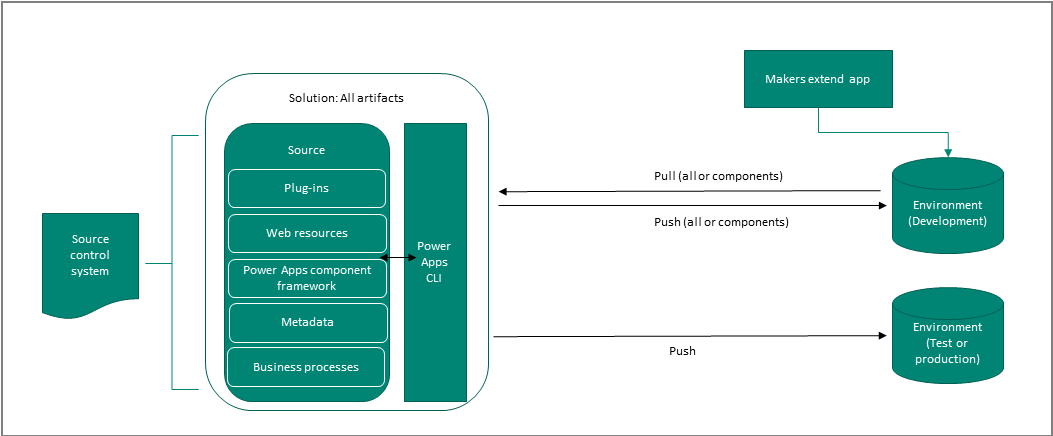 Solution: All artifacts
Source
Plug-ins
Web resources
Power Apps component
framework
Metadata
Business processes
Power
Apps
CLI
Source
control
system
Makers extend app
Pull (all or components)
Push (all or components)
Environment
(Development)
Push
Environment
(Test or
production)